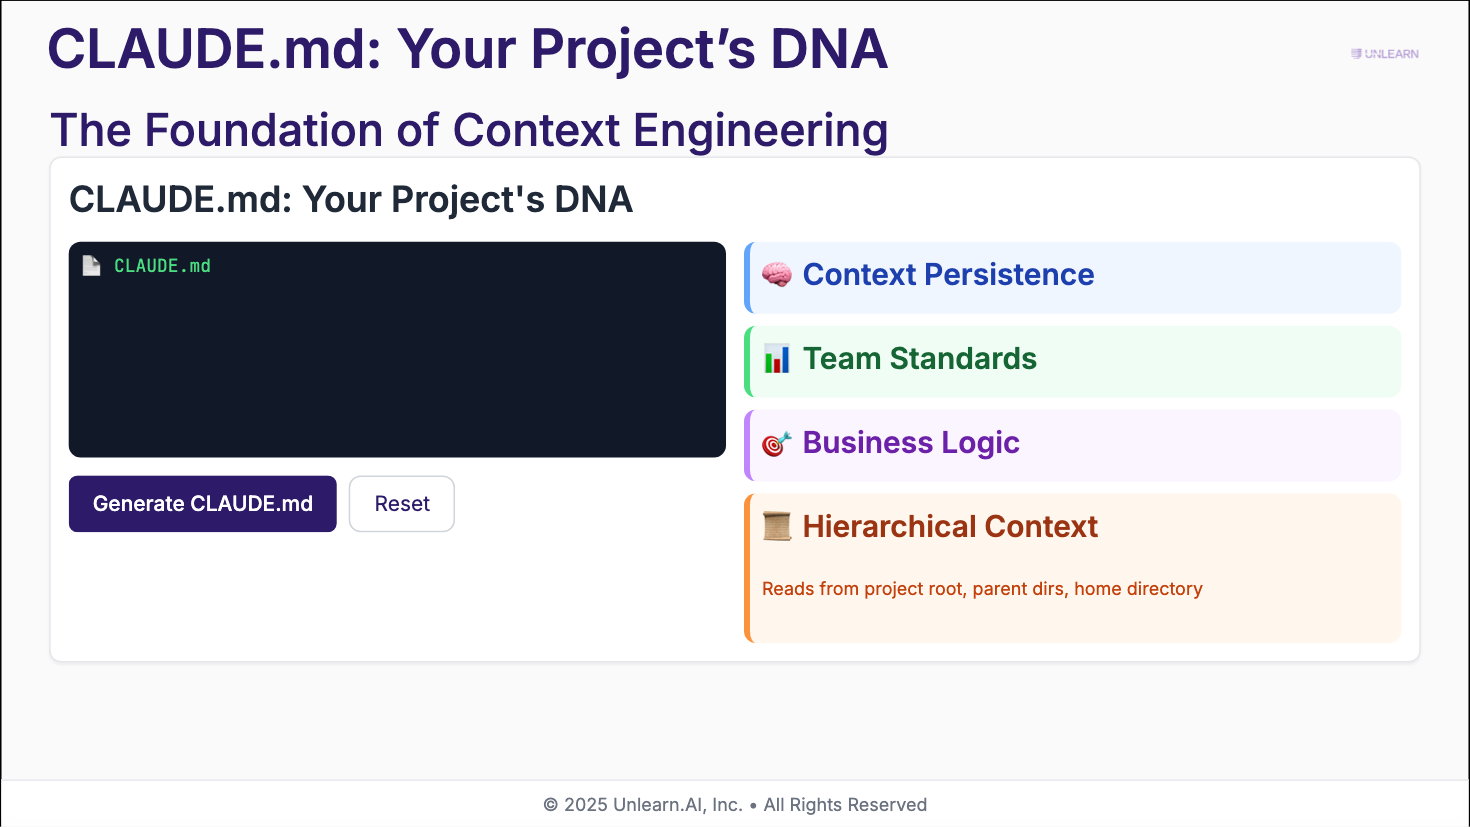 CLAUDE.md: Your Project’s DNA
UNLEARN
The Foundation of Context Engineering
CLAUDE.md: Your Project's DNA
CLAUDE.md
Generate CLAUDE.md
Reset
Context Persistence
Team Standards
Business Logic
Hierarchical Context
Reads from project root, parent dirs, home directory
© 2025 Unlearn.AI, Inc. • All Rights Reserved